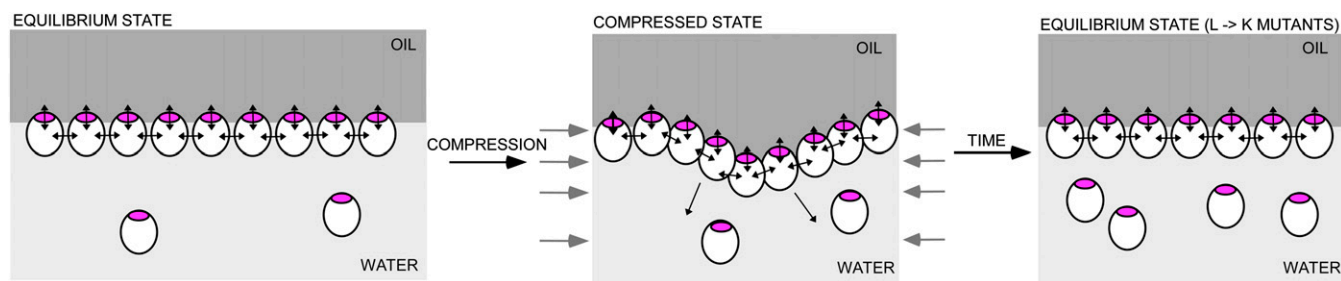 EQUILIBRIUM STATE
OIL
WATER
COMPRESSION
COMPRESSED STATE
OIL
WATER
TIME
EQUILIBRIUM STATE (L -> K MUTANTS)
OIL
WATER